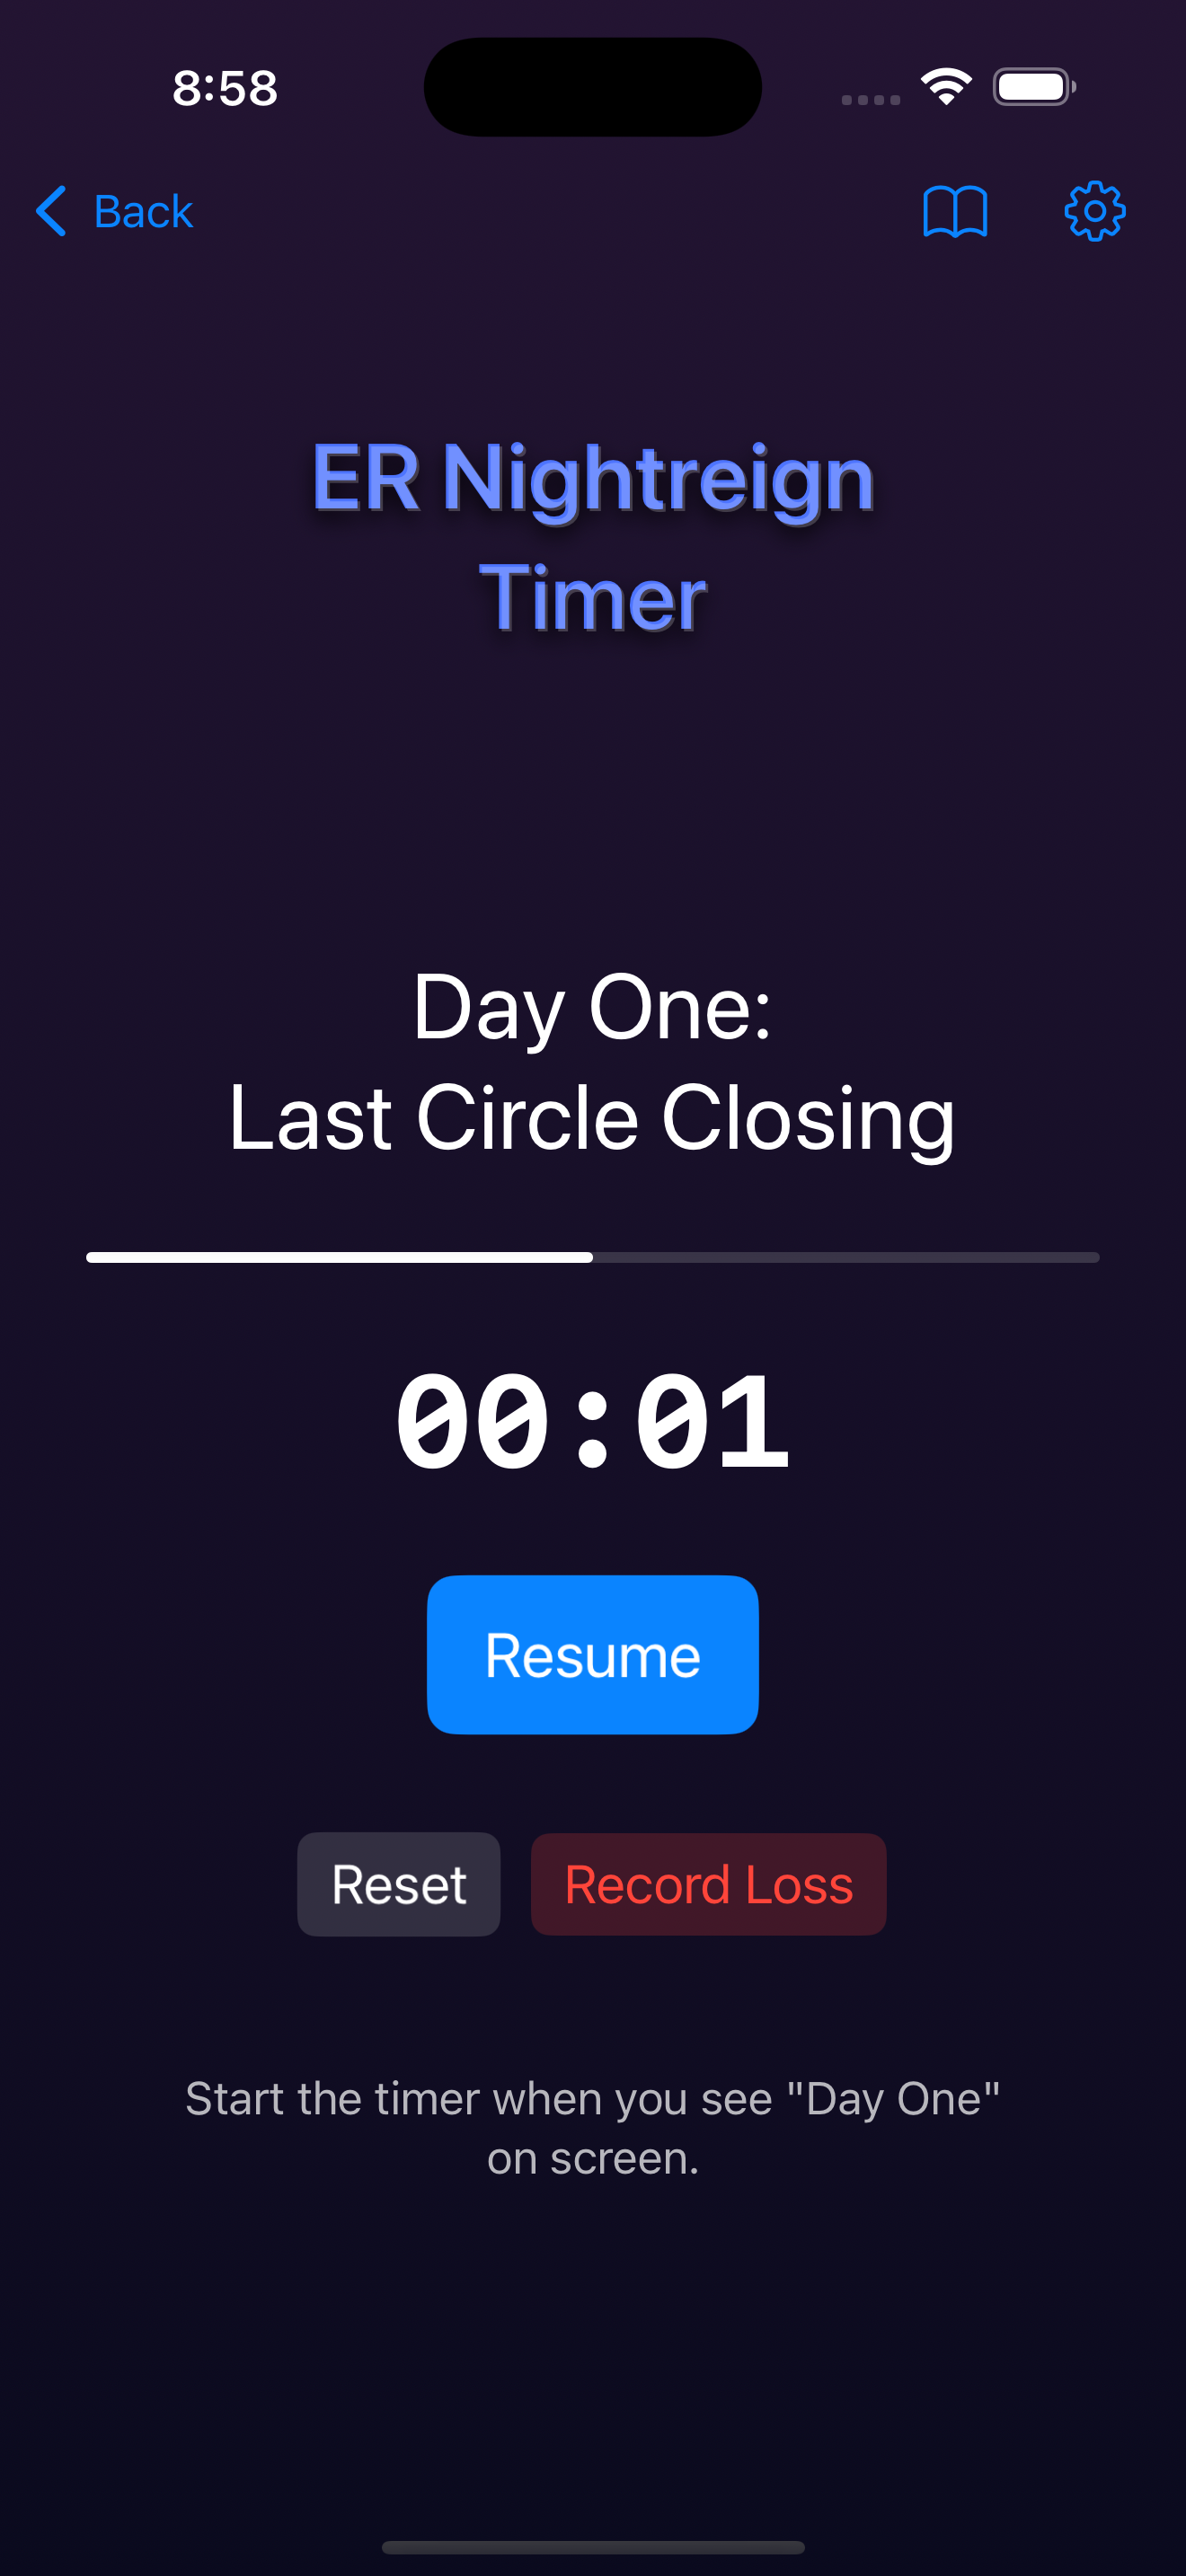 8:58
Back
ER Nightreign
Timer
Day One:
Last Circle Closing
00:01
Resume
Reset
Record Loss
Start the timer when you see "Day One"
on screen.